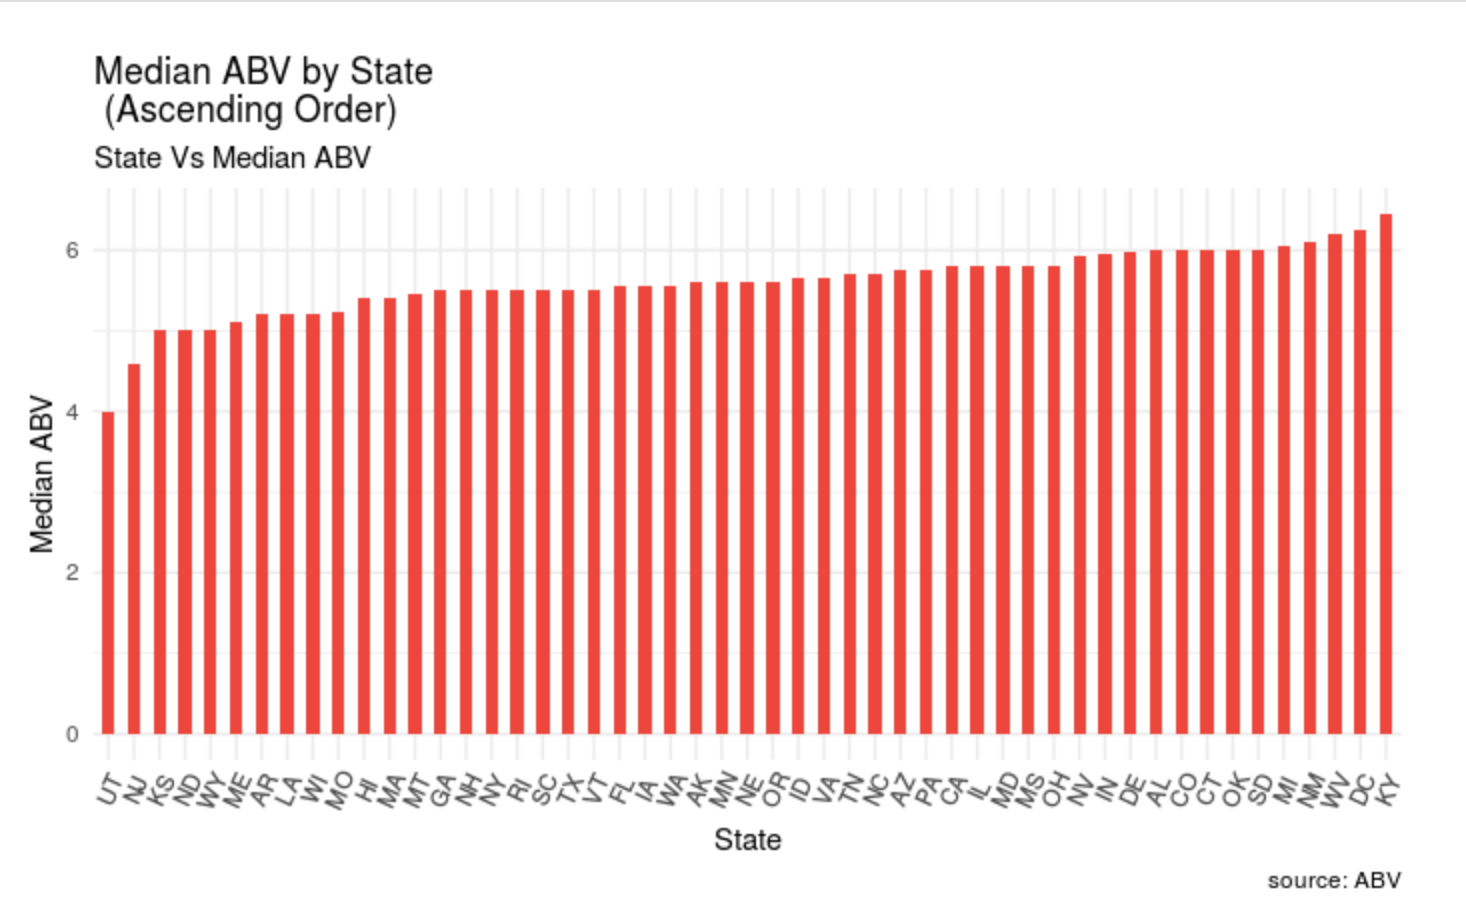 Median ABV by State
(Ascending Order)
State Vs Median ABV
Median ABV
6
4
2
0
UT NJ KS ND WY ME AR LA WI MO HI MA MT GA NH NY RI SC TX VT FL IA WA AK MN NE OR ID VA TN NC AZ PA CA IL MD MS OH NV IN DE AL CO CT OK SD MI NM WV DC KY
State
source: ABV